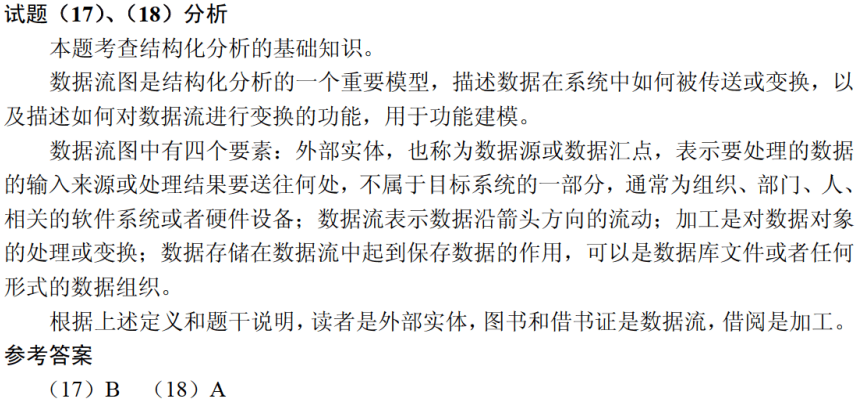 试题（17）、（18）分析
本题考查结构化分析的基础知识。
数据流图是结构化分析的一个重要模型，描述数据在系统中如何被传送或变换，以
及描述如何对数据流进行变换的功能，用于功能建模。
数据流图中有四个要素：外部实体，也称为数据源或数据汇点，表示要处理的数据
的输入来源或处理结果要送往何处，不属于目标系统的一部分，通常为组织、部门、人、
相关的软件系统或者硬件设备；数据流表示数据沿箭头方向的流动；加工是对数据对象
的处理或变换；数据存储在数据流中起到保存数据的作用，可以是数据库文件或者任何
形式的数据组织。
根据上述定义和题干说明，读者是外部实体，图书和借书证是数据流，借阅是加工。
参考答案
（17）B （18）A